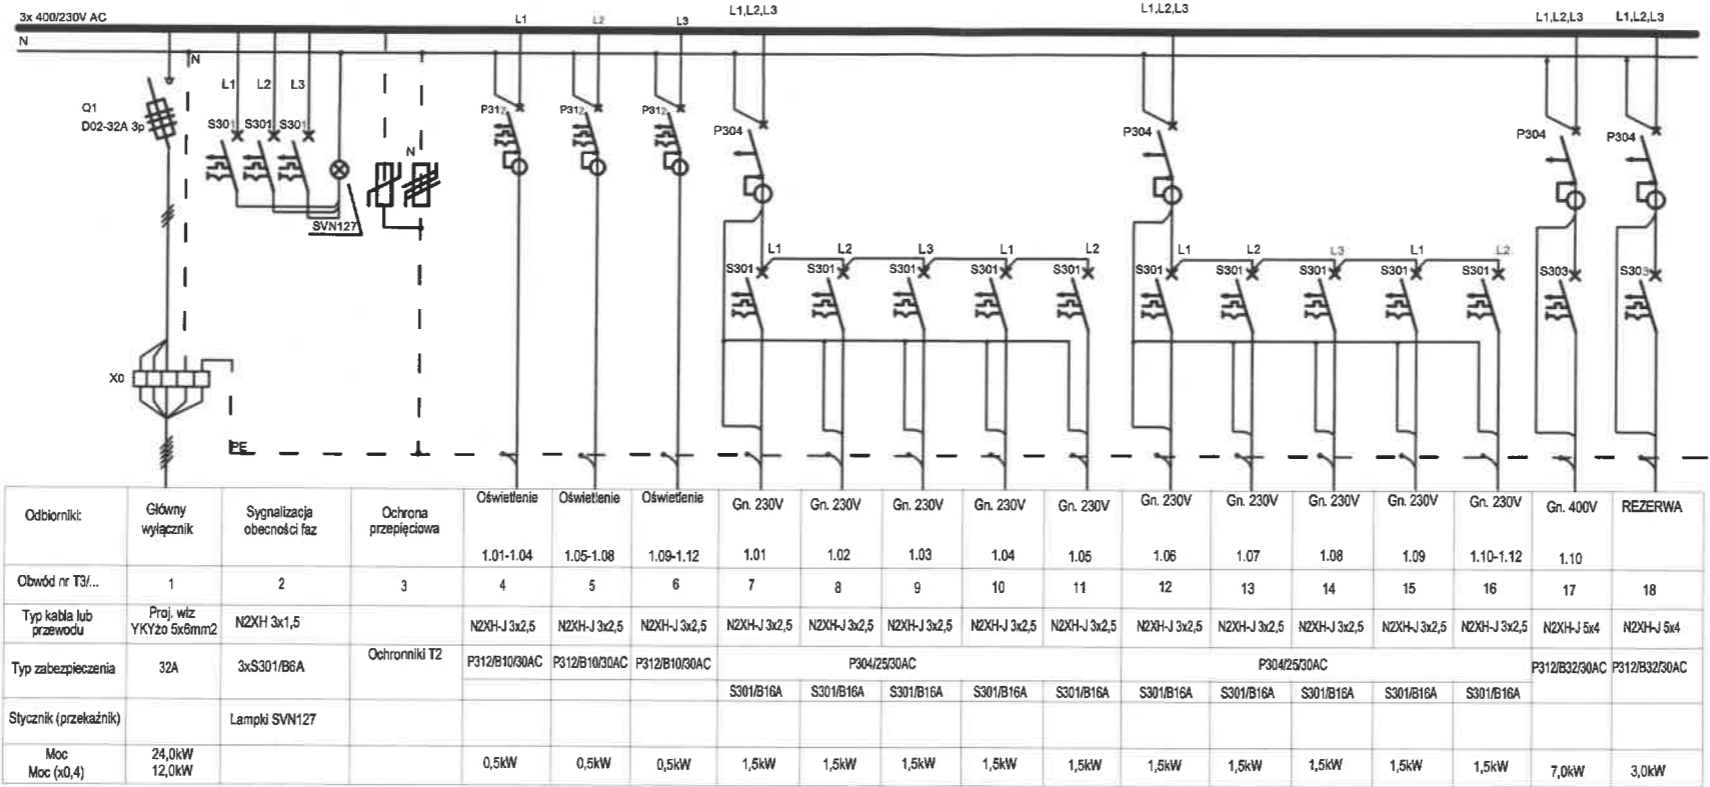 3x 400/230V AC
L1
L2
L3
L1,L2,L3
L1,L2,L3
L1,L2,L3
L1,L2,L3
N
N
Q1
D02-32A 3p
L1
L2
L3
S301
S301
S301
N
SVN127
P312
P312
P312
P304
P304
P304
P304
L1
L2
L3
L1
L2
L1
L2
L3
L1
L2
S301
S301
S301
S301
S301
S301
S301
S301
S301
S301
S303
S303
X0
PE
Odbiorniki:
Główny wyłącznik
Sygnalizacja obecności faz
Ochrona przepięciowa
Oświetlenie 1.01-1.04
Oświetlenie 1.05-1.08
Oświetlenie 1.09-1.12
Gn. 230V 1.01
Gn. 230V 1.02
Gn. 230V 1.03
Gn. 230V 1.04
Gn. 230V 1.05
Gn. 230V 1.06
Gn. 230V 1.07
Gn. 230V 1.08
Gn. 230V 1.09
Gn. 230V 1.10-1.12
Gn. 400V 1.10
REZERWA
Obwód nr T3/... 1 2 3 4 5 6 7 8 9 10 11 12 13 14 15 16 17 18
Typ kabla lub przewodu
Proj. wlz YKYżo 5x6mm2
N2XH 3x1,5
N2XH-J 3x2,5 N2XH-J 3x2,5 N2XH-J 3x2,5 N2XH-J 3x2,5 N2XH-J 3x2,5 N2XH-J 3x2,5 N2XH-J 3x2,5 N2XH-J 3x2,5 N2XH-J 3x2,5 N2XH-J 3x2,5 N2XH-J 3x2,5 N2XH-J 3x2,5 N2XH-J 3x2,5 N2XH-J 5x4 N2XH-J 5x4
Typ zabezpieczenia 32A 3xS301/B6A Ochronniki T2 P312/B10/30AC P312/B10/30AC P312/B10/30AC P304/25/30AC P304/25/30AC P312/B32/30AC P312/B32/30AC
S301/B16A S301/B16A S301/B16A S301/B16A S301/B16A S301/B16A S301/B16A S301/B16A S301/B16A S301/B16A
Stycznik (przekaźnik) Lampki SVN127
Moc 24,0kW
Moc (x0,4) 12,0kW
0,5kW 0,5kW 0,5kW 1,5kW 1,5kW 1,5kW 1,5kW 1,5kW 1,5kW 1,5kW 1,5kW 1,5kW 1,5kW 7,0kW 3,0kW